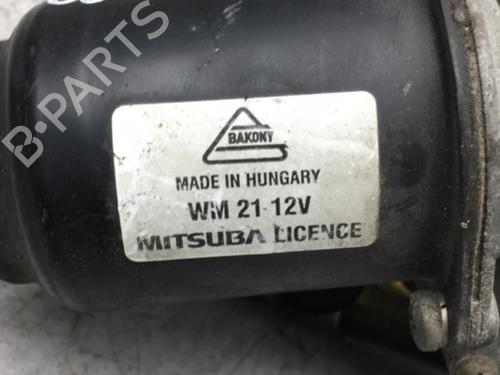 BAKONY
MADE IN HUNGARY
WM 21-12V
MITSUBA LICENCE
B-PARTS